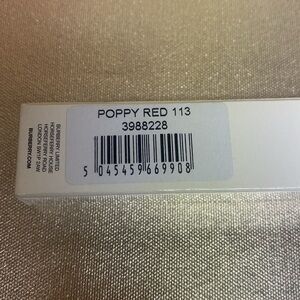 POPPY RED 113
3988228
5 045459 669908
BURBERRY LIMITED
HORSEFERRY HOUSE
HORSEFERRY ROAD
LONDON SW1P 2AW
BURBERRY.COM